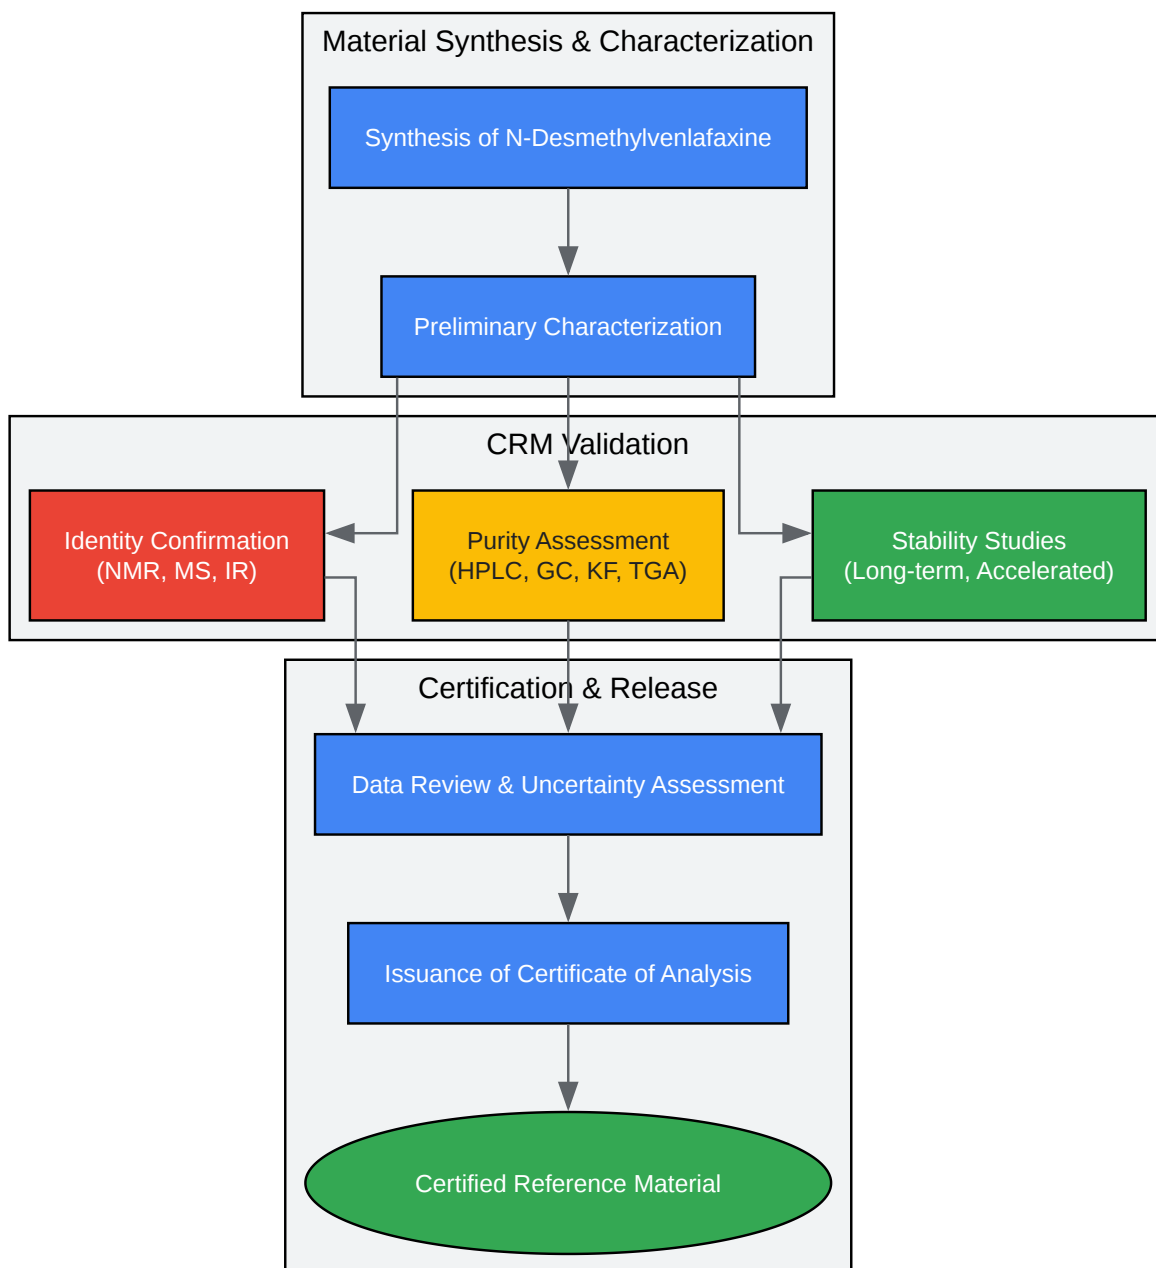 Material Synthesis & Characterization
Synthesis of N-Desmethylvenlafaxine
Preliminary Characterization
CRM Validation
Identity Confirmation
(NMR, MS, IR)
Purity Assessment
(HPLC, GC, KF, TGA)
Stability Studies
(Long-term, Accelerated)
Certification & Release
Data Review & Uncertainty Assessment
Issuance of Certificate of Analysis
Certified Reference Material